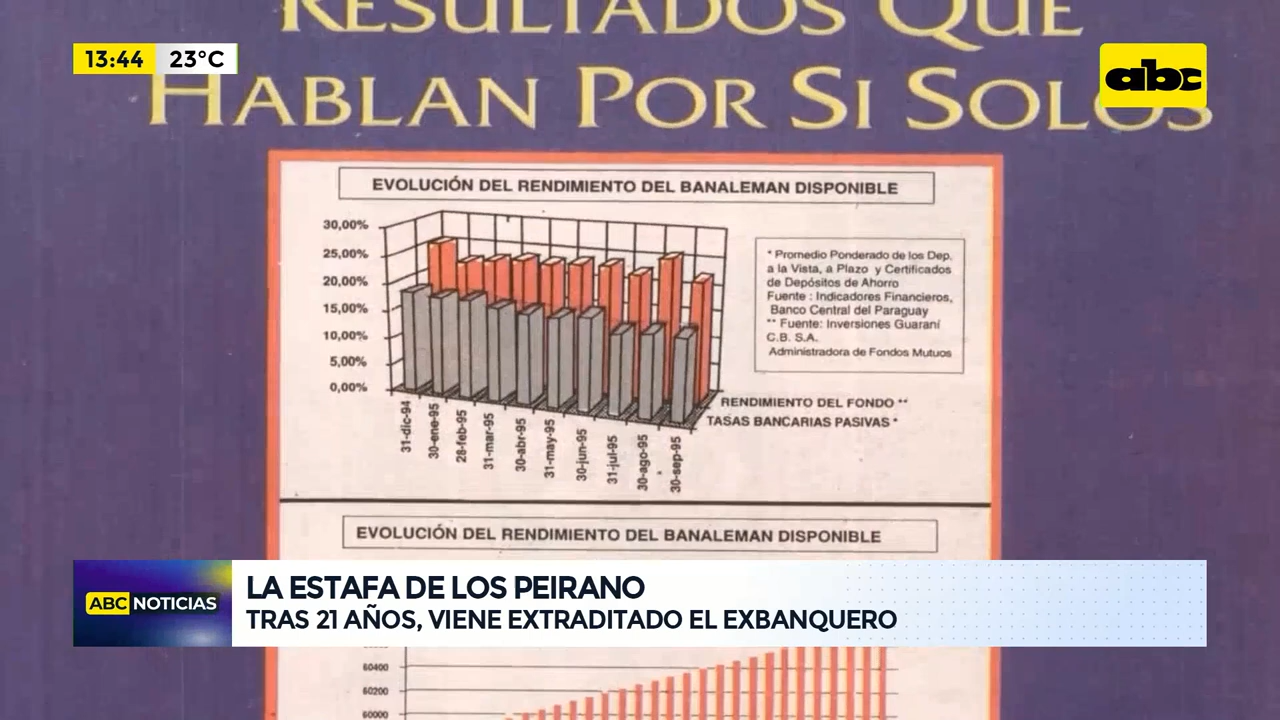 RESULTADOS QUE
HABLAN POR SI SOLOS
13:44 23°C
abc
EVOLUCIÓN DEL RENDIMIENTO DEL BANALEMAN DISPONIBLE
30,00%
25,00%
20,00%
15,00%
10,00%
5,00%
0,00%
31-dic-94
30-ene-95
28-feb-95
31-mar-95
30-abr-95
31-may-95
30-jun-95
31-jul-95
30-ago-95
30-sep-95
* Promedio Ponderado de los Dep.
a la Vista, a Plazo y Certificados
de Depósitos de Ahorro
Fuente : Indicadores Financieros,
Banco Central del Paraguay
** Fuente: Inversiones Guaraní
C.B. S.A.
Administradora de Fondos Mutuos
RENDIMIENTO DEL FONDO **
TASAS BANCARIAS PASIVAS *
EVOLUCIÓN DEL RENDIMIENTO DEL BANALEMAN DISPONIBLE
ABC NOTICIAS
LA ESTAFA DE LOS PEIRANO
TRAS 21 AÑOS, VIENE EXTRADITADO EL EXBANQUERO
60400
60200
60000